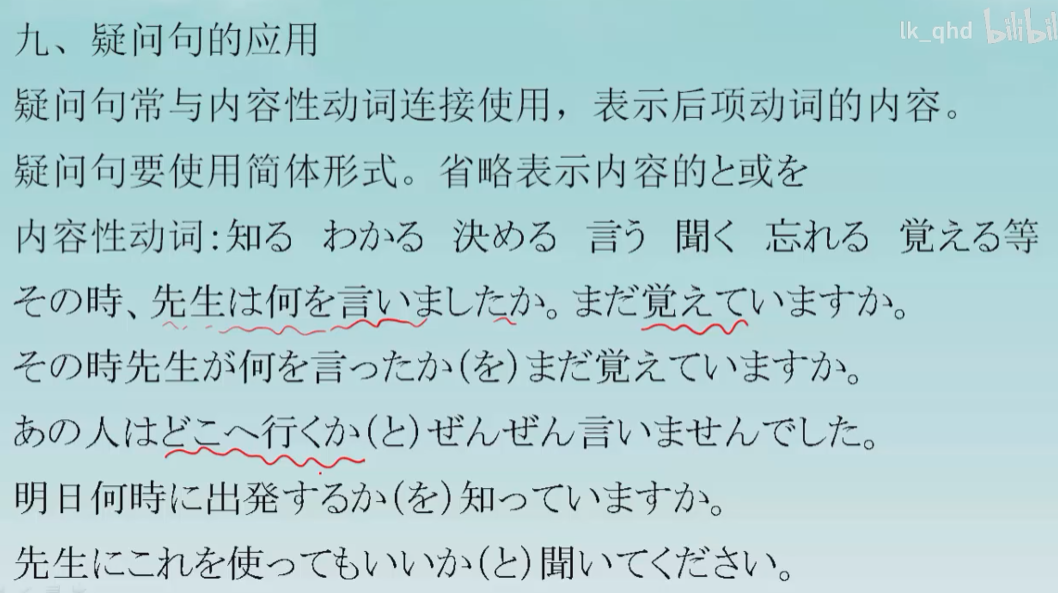 lk_qhd bilibil
九、疑问句的应用
疑问句常与内容性动词连接使用，表示后项动词的内容。
疑问句要使用简体形式。省略表示内容的と或を
内容性动词:知る　わかる　決める　言う　聞く　忘れる　覚える等
その時、先生は何を言いましたか。まだ覚えていますか。
その時先生が何を言ったか(を)まだ覚えていますか。
あの人はどこへ行くか(と)ぜんぜん言いませんでした。
明日何時に出発するか(を)知っていますか。
先生にこれを使ってもいいか(と)聞いてください。